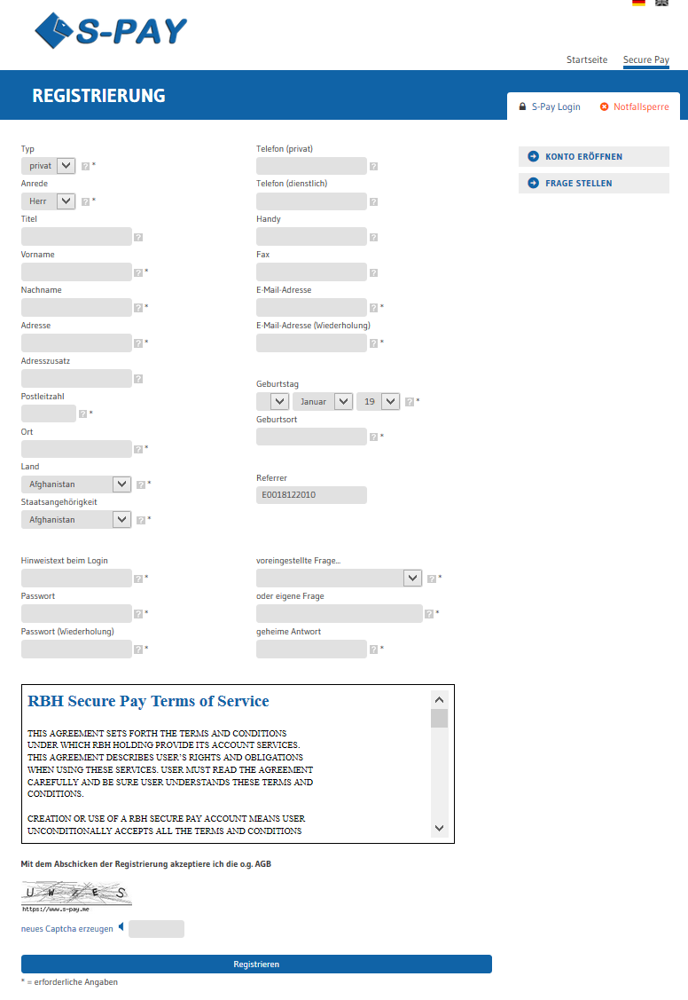 S-PAY
Startseite Secure Pay
REGISTRIERUNG
S-Pay Login Notfallsperre
KONTO ERÖFFNEN
FRAGE STELLEN
Typ
privat ? *
Anrede
Herr ? *
Titel
?
Vorname
? *
Nachname
? *
Adresse
? *
Adresszusatz
?
Postleitzahl
? *
Ort
? *
Land
Afghanistan ? *
Staatsangehörigkeit
Afghanistan ? *
Telefon (privat)
?
Telefon (dienstlich)
?
Handy
?
Fax
?
E-Mail-Adresse
? *
E-Mail-Adresse (Wiederholung)
? *
Geburtstag
Januar 19 ? *
Geburtsort
? *
Referrer
E0018122010
Hinweistext beim Login
? *
Passwort
? *
Passwort (Wiederholung)
? *
voreingestellte Frage...
? *
oder eigene Frage
? *
geheime Antwort
? *
RBH Secure Pay Terms of Service
THIS AGREEMENT SETS FORTH THE TERMS AND CONDITIONS
UNDER WHICH RBH HOLDING PROVIDE ITS ACCOUNT SERVICES.
THIS AGREEMENT DESCRIBES USER'S RIGHTS AND OBLIGATIONS
WHEN USING THESE SERVICES. USER MUST READ THE AGREEMENT
CAREFULLY AND BE SURE USER UNDERSTANDS THESE TERMS AND
CONDITIONS.
CREATION OR USE OF A RBH SECURE PAY ACCOUNT MEANS USER
UNCONDITIONALLY ACCEPTS ALL THE TERMS AND CONDITIONS
Mit dem Abschicken der Registrierung akzeptiere ich die o.g. AGB
https://www.s-pay.me
neues Captcha erzeugen
Registrieren
* = erforderliche Angaben